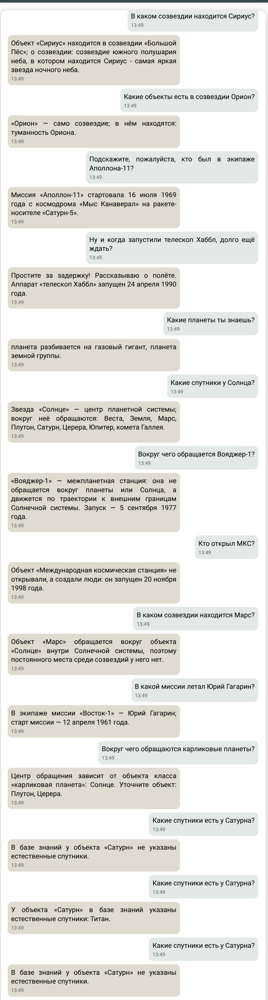 В каком созвездии находится Сириус?
13:49
Объект «Сириус» находится в созвездии «Большой
Пёс»; о созвездии: созвездие южного полушария
неба, в котором находится Сириус - самая яркая
звезда ночного неба.
13:49
Какие объекты есть в созвездии Орион?
13:49
«Орион» — само созвездие; в нём находятся:
туманность Ориона.
13:49
Подскажите, пожалуйста, кто был в экипаже
Аполлона-11?
13:49
Миссия «Аполлон-11» стартовала 16 июля 1969
года с космодрома «Мыс Канаверал» на ракете-
носителе «Сатурн-5».
13:49
Ну и когда запустили телескоп Хаббл, долго ещё
ждать?
13:49
Простите за задержку! Рассказываю о полёте.
Аппарат «телескоп Хаббл» запущен 24 апреля 1990
года.
13:49
Какие планеты ты знаешь?
13:49
планета разбивается на газовый гигант, планета
земной группы.
13:49
Какие спутники у Солнца?
13:49
Звезда «Солнце» — центр планетной системы;
вокруг неё обращаются: Веста, Земля, Марс,
Плутон, Сатурн, Церера, Юпитер, комета Галлея.
13:49
Вокруг чего обращается Вояджер-1?
13:49
«Вояджер-1» — межпланетная станция: она не
обращается вокруг планеты или Солнца, а
движется по траектории к внешним границам
Солнечной системы. Запуск — 5 сентября 1977
года.
13:49
Кто открыл МКС?
13:49
Объект «Международная космическая станция» не
открывали, а создали люди: он запущен 20 ноября
1998 года.
13:49
В каком созвездии находится Марс?
13:49
Объект «Марс» обращается вокруг объекта
«Солнце» внутри Солнечной системы, поэтому
постоянного места среди созвездий у него нет.
13:49
В какой миссии летал Юрий Гагарин?
13:49
В экипаже миссии «Восток-1» — Юрий Гагарин;
старт миссии — 12 апреля 1961 года.
13:49
Вокруг чего обращаются карликовые планеты?
13:49
Центр обращения зависит от объекта класса
«карликовая планета»: Солнце. Уточните объект:
Плутон, Церера.
13:49
Какие спутники есть у Сатурна?
13:49
В базе знаний у объекта «Сатурн» не указаны
естественные спутники.
13:49
Какие спутники есть у Сатурна?
13:49
У объекта «Сатурн» в базе знаний указаны
естественные спутники: Титан.
13:49
Какие спутники есть у Сатурна?
13:49
В базе знаний у объекта «Сатурн» не указаны
естественные спутники.
13:49